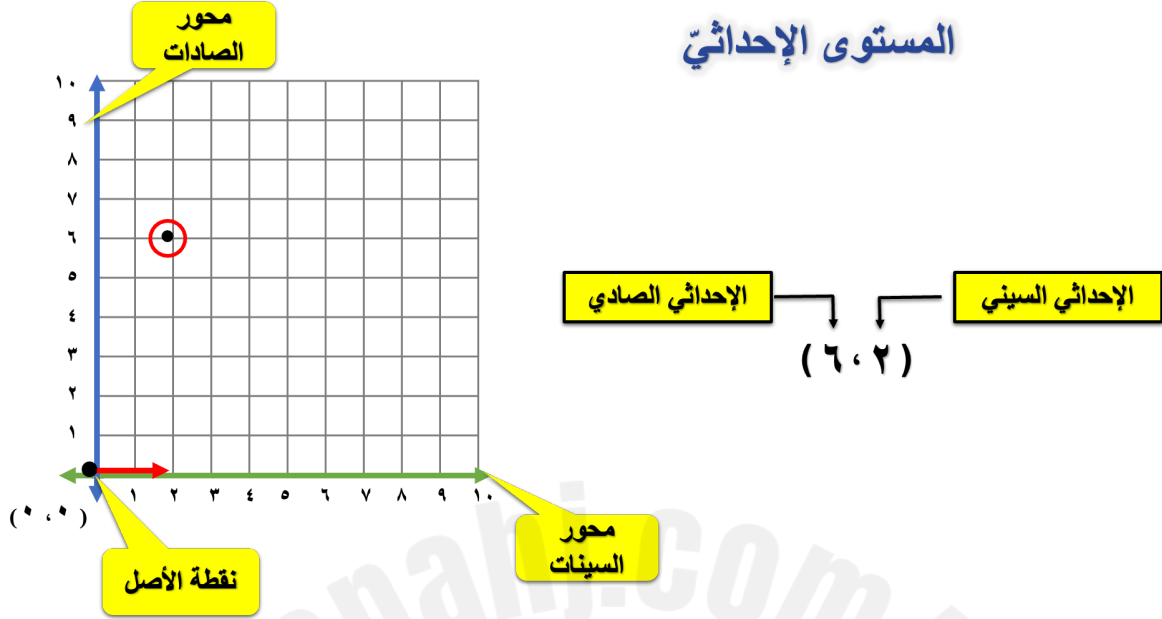 المستوى الإحداثيّ
محور
الصادات
١٠
٩
٨
٧
٦
٥
٤
٣
٢
١
١ ٢ ٣ ٤ ٥ ٦ ٧ ٨ ٩ ١٠
(٠ ،٠ )
نقطة الأصل
محور
السينات
الإحداثي السيني
الإحداثي الصادي
( ٢ ، ٦ )